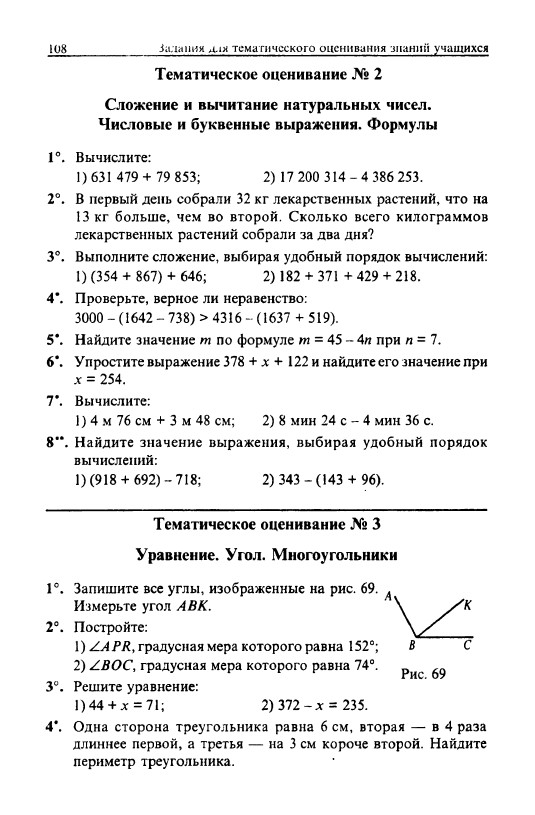 108 Задания для тематического оценивания знаний учащихся
Тематическое оценивание № 2
Сложение и вычитание натуральных чисел.
Числовые и буквенные выражения. Формулы
1°. Вычислите:
1) 631 479 + 79 853; 2) 17 200 314 – 4 386 253.
2°. В первый день собрали 32 кг лекарственных растений, что на
13 кг больше, чем во второй. Сколько всего килограммов
лекарственных растений собрали за два дня?
3°. Выполните сложение, выбирая удобный порядок вычислений:
1) (354 + 867) + 646; 2) 182 + 371 + 429 + 218.
4•. Проверьте, верное ли неравенство:
3000 – (1642 – 738) > 4316 – (1637 + 519).
5•. Найдите значение m по формуле m = 45 – 4n при n = 7.
6•. Упростите выражение 378 + x + 122 и найдите его значение при
x = 254.
7•. Вычислите:
1) 4 м 76 см + 3 м 48 см; 2) 8 мин 24 с – 4 мин 36 с.
8••. Найдите значение выражения, выбирая удобный порядок
вычислений:
1) (918 + 692) – 718; 2) 343 – (143 + 96).
Тематическое оценивание № 3
Уравнение. Угол. Многоугольники
1°. Запишите все углы, изображенные на рис. 69.
Измерьте угол ABK.
2°. Постройте:
1) ∠APR, градусная мера которого равна 152°;
2) ∠BOC, градусная мера которого равна 74°.
A
K
B C
Рис. 69
3°. Решите уравнение:
1) 44 + x = 71; 2) 372 – x = 235.
4•. Одна сторона треугольника равна 6 см, вторая — в 4 раза
длиннее первой, а третья — на 3 см короче второй. Найдите
периметр треугольника.